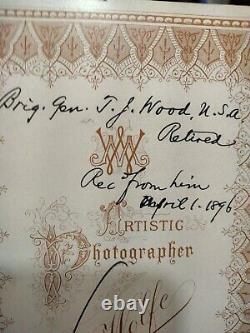 Brig. Gen. T. J. Wood, U.S.A
Retired
Rec from him
April 1. 1896
ARTISTIC
Photographer